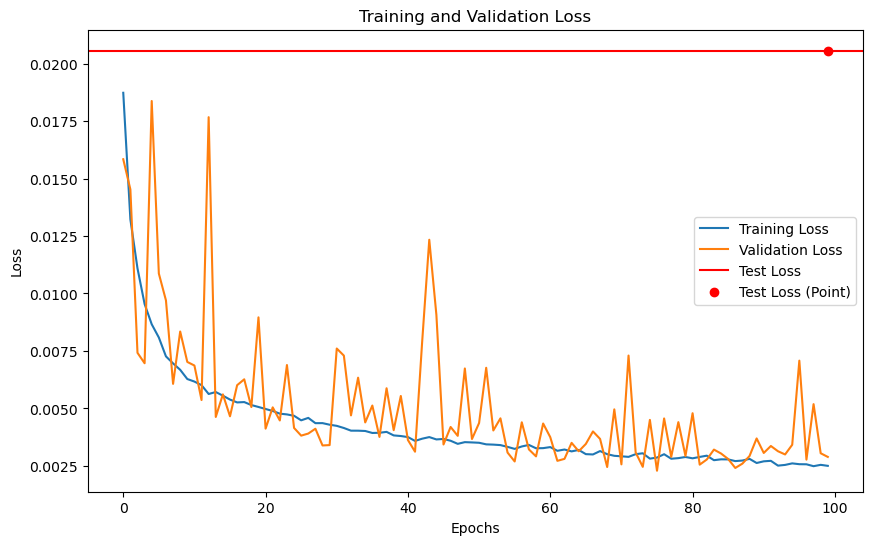 Training and Validation Loss
0.0200
0.0175
0.0150
0.0125
0.0100
0.0075
0.0050
0.0025
Loss
Training Loss
Validation Loss
Test Loss
Test Loss (Point)
0 20 40 60 80 100
Epochs